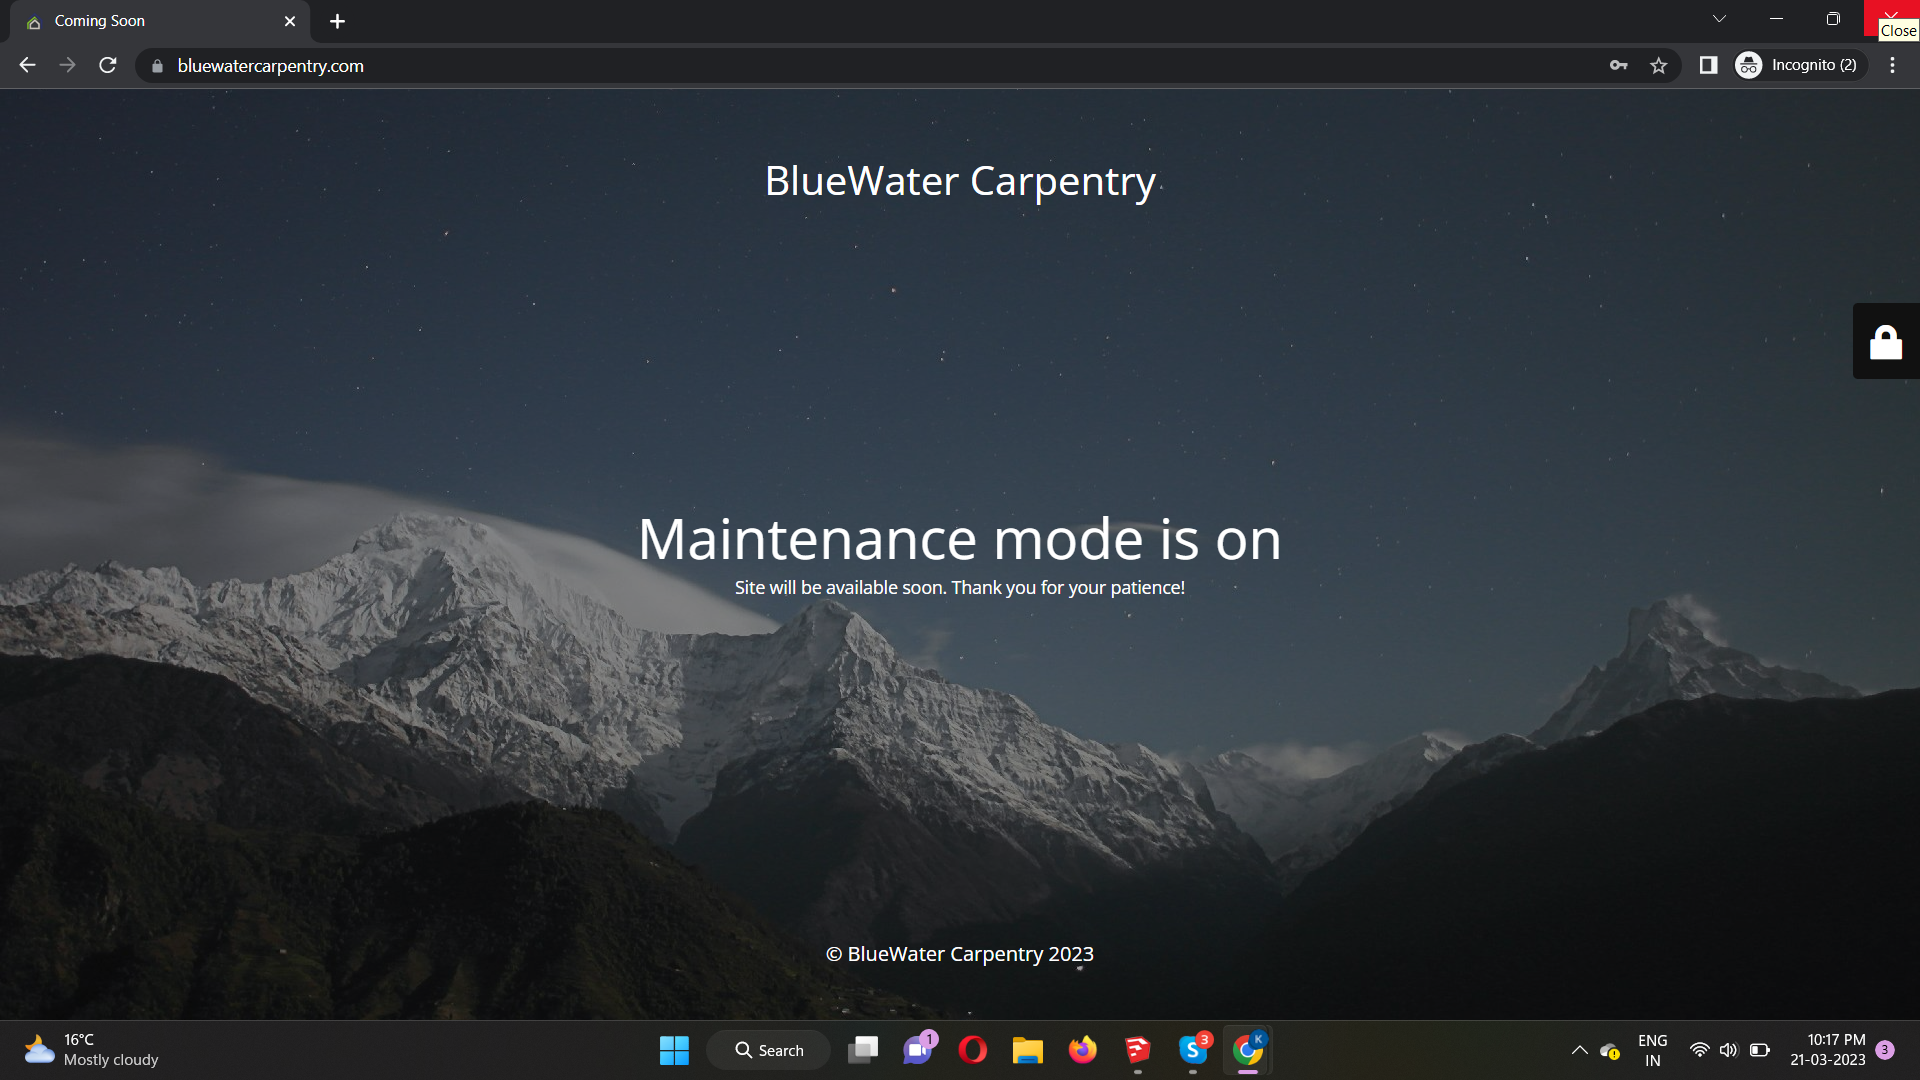 Coming Soon
Close
bluewatercarpentry.com
Incognito (2)
BlueWater Carpentry
Maintenance mode is on
Site will be available soon. Thank you for your patience!
© BlueWater Carpentry 2023
16°C
Mostly cloudy
Search
1
S
3
K
ENG
IN
10:17 PM
21-03-2023
3